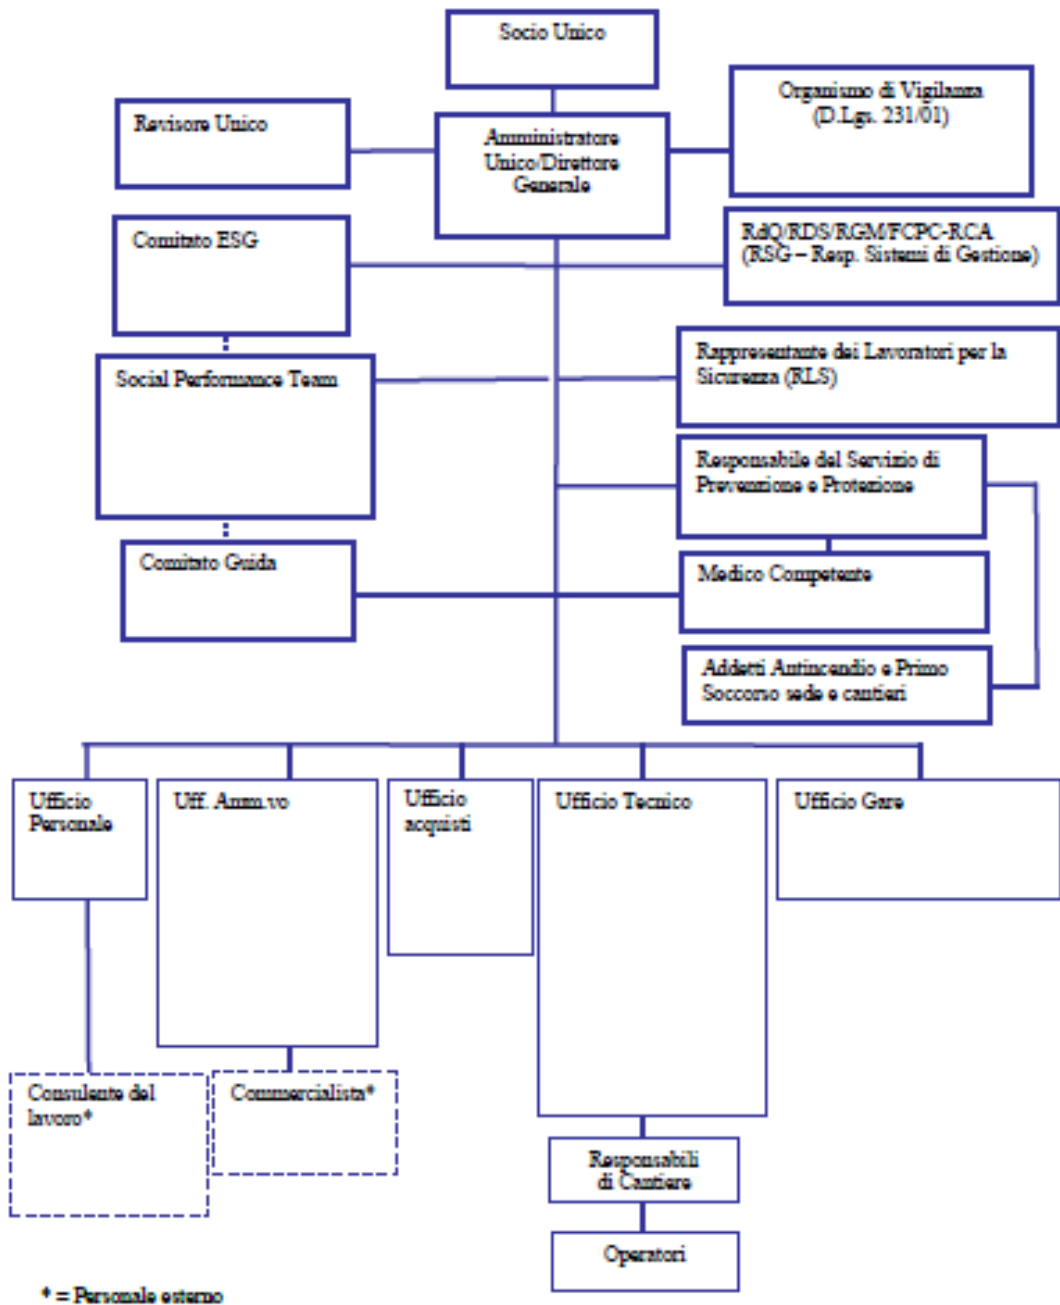 Socio Unico
Organismo di Vigilanza
(D.Lgs. 231/01)
Revisore Unico
Amministratore
Unico/Direttore
Generale
Comitato ESG
RdQ/RDS/RGM/FCPC-RCA
(RSG – Resp. Sistemi di Gestione)
Social Performance Team
Rappresentante dei Lavoratori per la
Sicurezza (RLS)
Responsabile del Servizio di
Prevenzione e Protezione
Comitato Guida
Medico Competente
Addetti Antincendio e Primo
Soccorso sede e cantieri
Ufficio
Personale
Uff. Amm.vo
Ufficio
acquisti
Ufficio Tecnico
Ufficio Gare
Consulente del
lavoro*
Commercialista*
Responsabili
di Cantiere
Operatori
* = Personale esterno